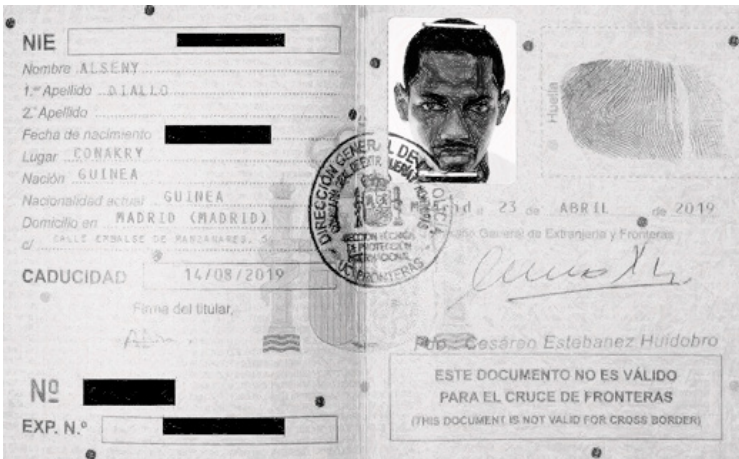 NIE
Nombre ALSENY
1.er Apellido DIALLO
2.º Apellido
Fecha de nacimiento
Lugar CONAKRY
Nación GUINEA
Nacionalidad actual GUINEA
Domicilio en MADRID (MADRID)
c/ CALLE EMBALSE DE MANZANARES, 5
CADUCIDAD 14/08/2019
Firma del titular,
Nº
EXP. N.º
Huella
DIRECCIÓN GENERAL DE
FRONTERAS
Madrid a 23 de ABRIL de 2019
General de Extranjería y Fronteras
Fdo.: Cesáreo Estebanez Huidobro
ESTE DOCUMENTO NO ES VÁLIDO
PARA EL CRUCE DE FRONTERAS
(THIS DOCUMENT IS NOT VALID FOR CROSS BORDER)